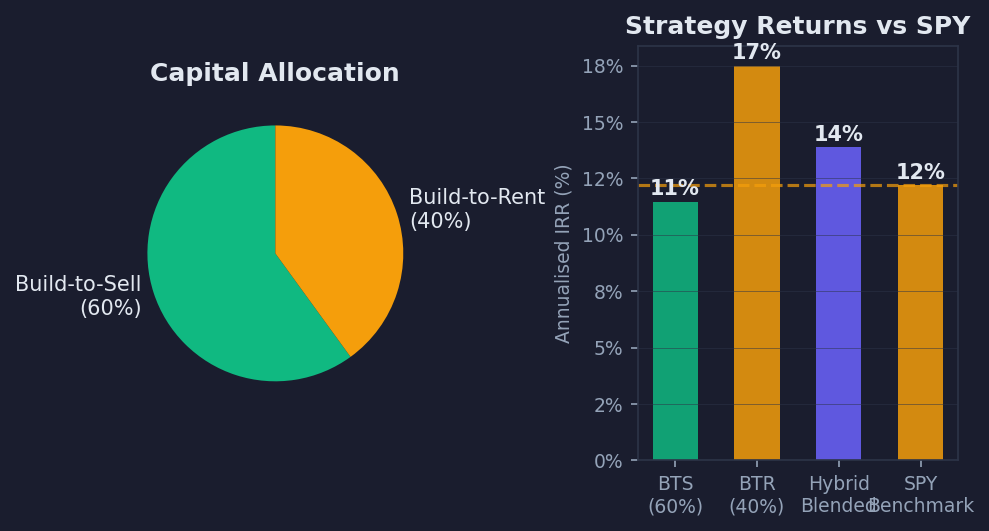 Capital Allocation
Build-to-Rent
(40%)
Build-to-Sell
(60%)
Strategy Returns vs SPY
Annualised IRR (%)
18%
15%
12%
10%
8%
5%
2%
0%
11%
17%
14%
12%
BTS
(60%)
BTR
(40%)
Hybrid
Blended
SPY
Benchmark